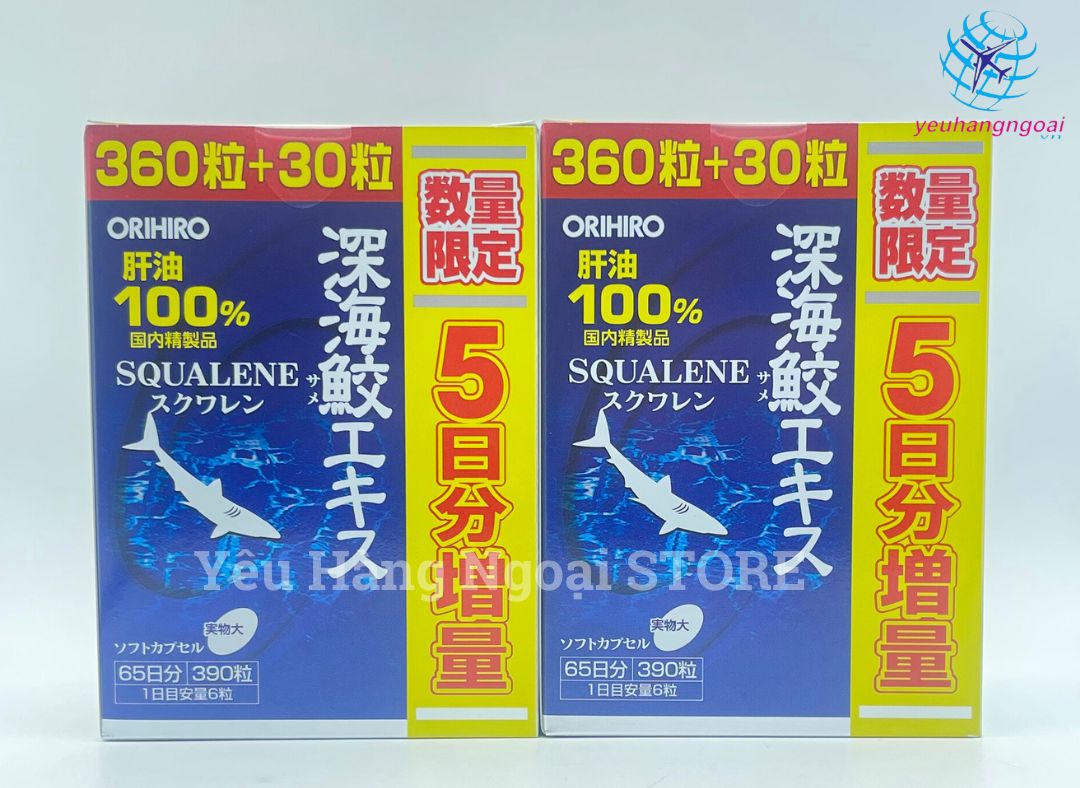 yeuhangngoai
.vn
360粒+30粒
ORIHIRO
肝油
100%
国内精製品
SQUALENE
スクワレン
深海鮫エキス
サメ
実物大
ソフトカプセル
65日分 390粒
1日目安量6粒
数量
限定
5日分増量
360粒+30粒
ORIHIRO
肝油
100%
国内精製品
SQUALENE
スクワレン
深海鮫エキス
サメ
実物大
ソフトカプセル
65日分 390粒
1日目安量6粒
数量
限定
5日分増量
Yêu Hàng Ngoại STORE